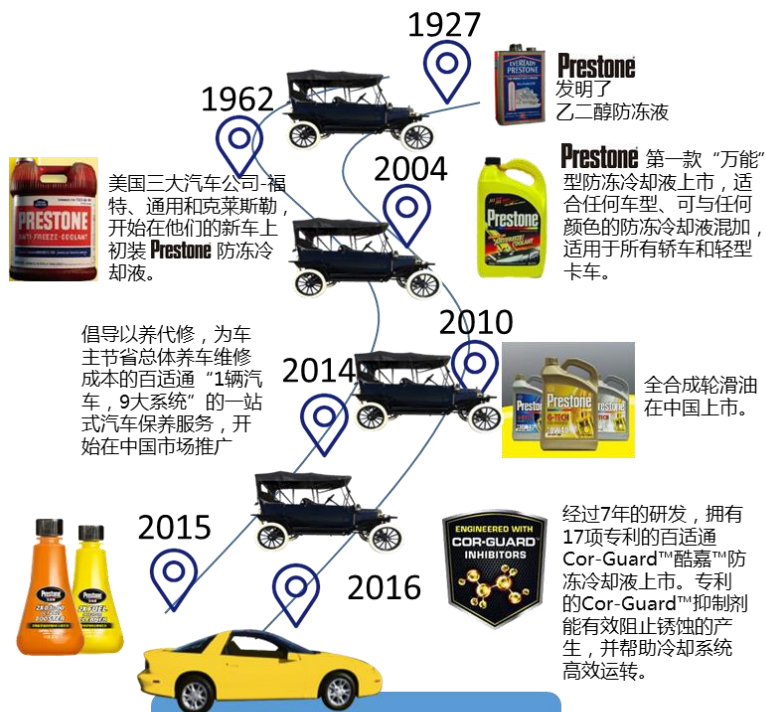 1927
Prestone
发明了
乙二醇防冻液
EVEREADY
PRESTONE
1962
美国三大汽车公司-福
特、通用和克莱斯勒，
开始在他们的新车上
初装 Prestone 防冻冷
却液。
PRESTONE
ANTI-FREEZE-COOLANT
2004
Prestone 第一款“万能”
型防冻冷却液上市，适
合任何车型、可与任何
颜色的防冻冷却液混加，
适用于所有轿车和轻型
卡车。
Prestone
2010
Prestone
全合成轮滑油
在中国上市。
2014
倡导以养代修，为车
主节省总体养车维修
成本的百适通“1辆汽
车，9大系统”的一站
式汽车保养服务，开
始在中国市场推广
2015
Prestone
Prestone
2016
ENGINEERED WITH
COR-GUARD™
INHIBITORS
经过7年的研发，拥有
17项专利的百适通
Cor-Guard™酷嘉™防
冻冷却液上市。专利
的Cor-Guard™抑制剂
能有效阻止锈蚀的产
生，并帮助冷却系统
高效运转。